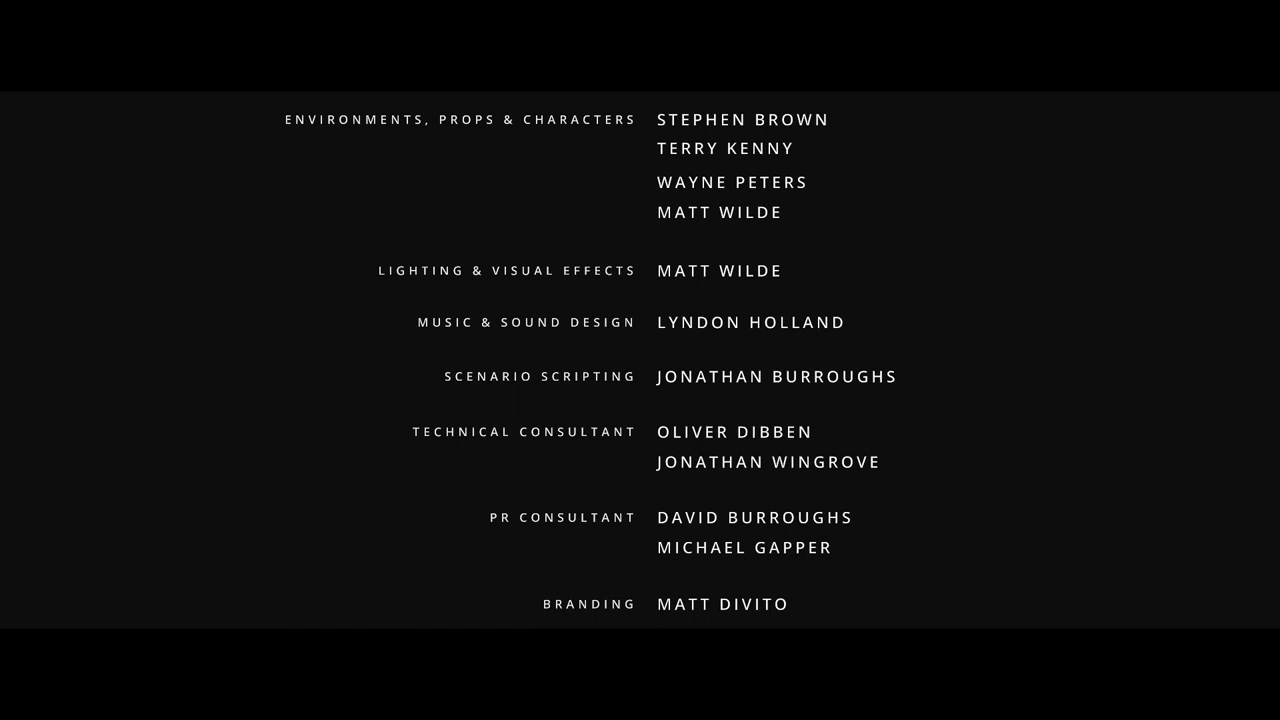 ENVIRONMENTS, PROPS & CHARACTERS STEPHEN BROWN
TERRY KENNY
WAYNE PETERS
MATT WILDE
LIGHTING & VISUAL EFFECTS MATT WILDE
MUSIC & SOUND DESIGN LYNDON HOLLAND
SCENARIO SCRIPTING JONATHAN BURROUGHS
TECHNICAL CONSULTANT OLIVER DIBBEN
JONATHAN WINGROVE
PR CONSULTANT DAVID BURROUGHS
MICHAEL GAPPER
BRANDING MATT DIVITO